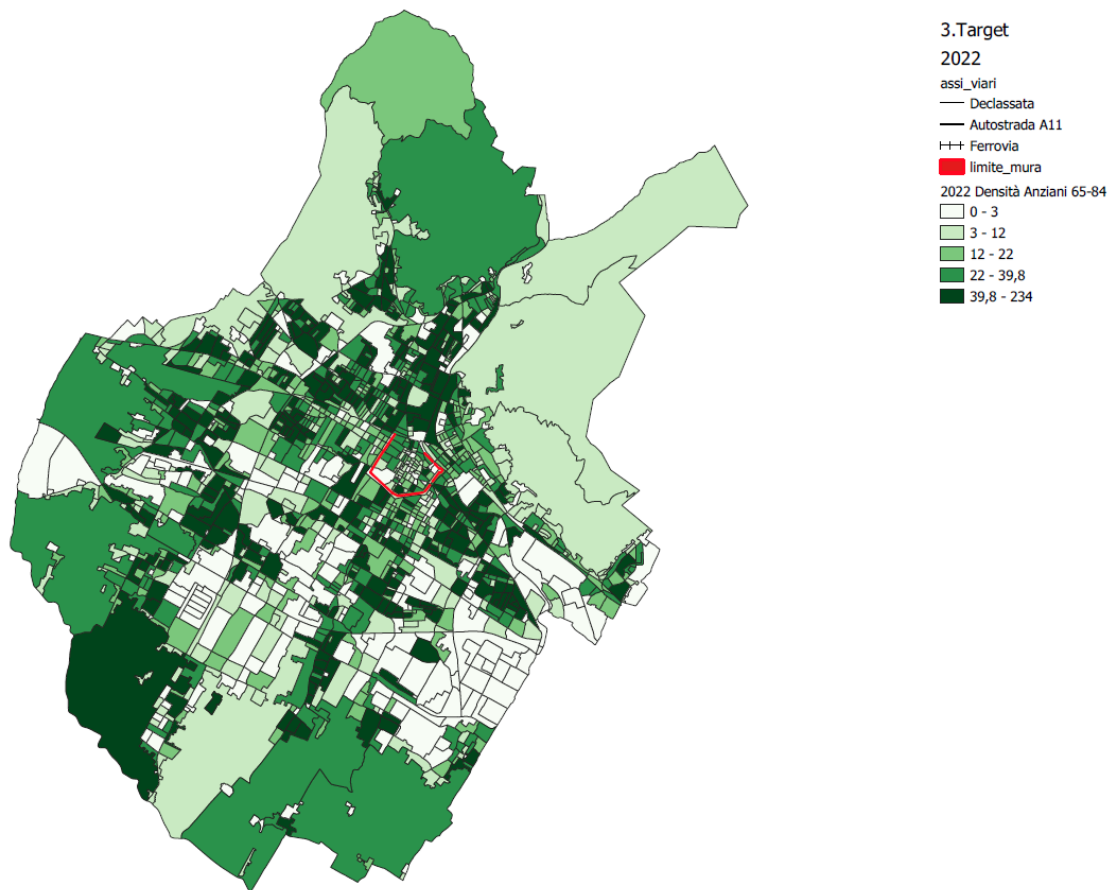 3.Target
2022
assi_viari
Declassata
Autostrada A11
Ferrovia
limite_mura
2022 Densità Anziani 65-84
0 - 3
3 - 12
12 - 22
22 - 39,8
39,8 - 234